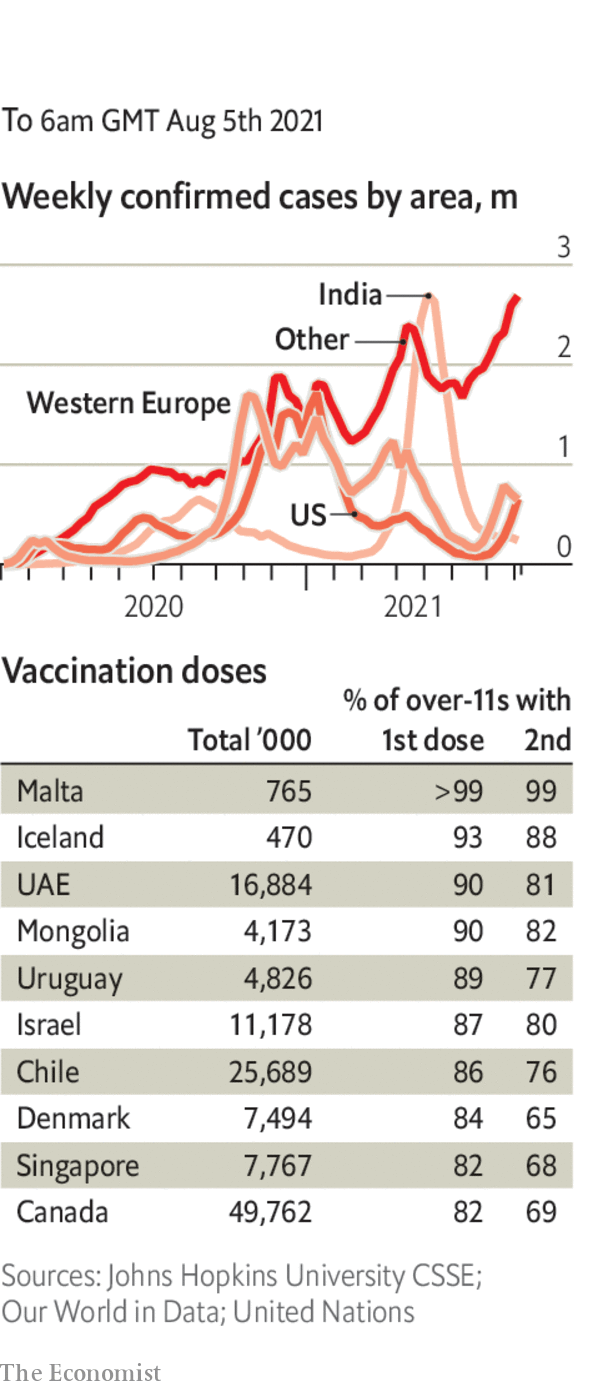 To 6am GMT Aug 5th 2021
Weekly confirmed cases by area, m
3
India
Other
2
Western Europe
1
US
0
2020 2021
Vaccination doses
% of over-11s with
Total ’000 1st dose 2nd
Malta 765 >99 99
Iceland 470 93 88
UAE 16,884 90 81
Mongolia 4,173 90 82
Uruguay 4,826 89 77
Israel 11,178 87 80
Chile 25,689 86 76
Denmark 7,494 84 65
Singapore 7,767 82 68
Canada 49,762 82 69
Sources: Johns Hopkins University CSSE;
Our World in Data; United Nations
The Economist